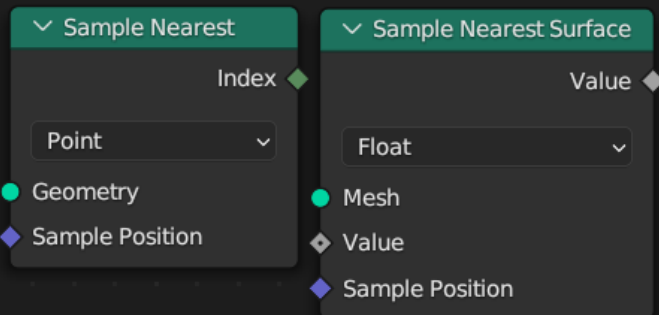 Sample Nearest
Index
Point
Geometry
Sample Position
Sample Nearest Surface
Value
Float
Mesh
Value
Sample Position